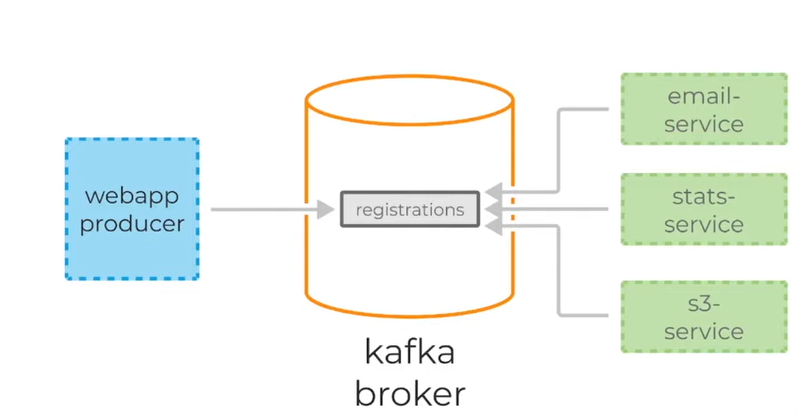 webapp
producer
registrations
kafka
broker
email-
service
stats-
service
s3-
service